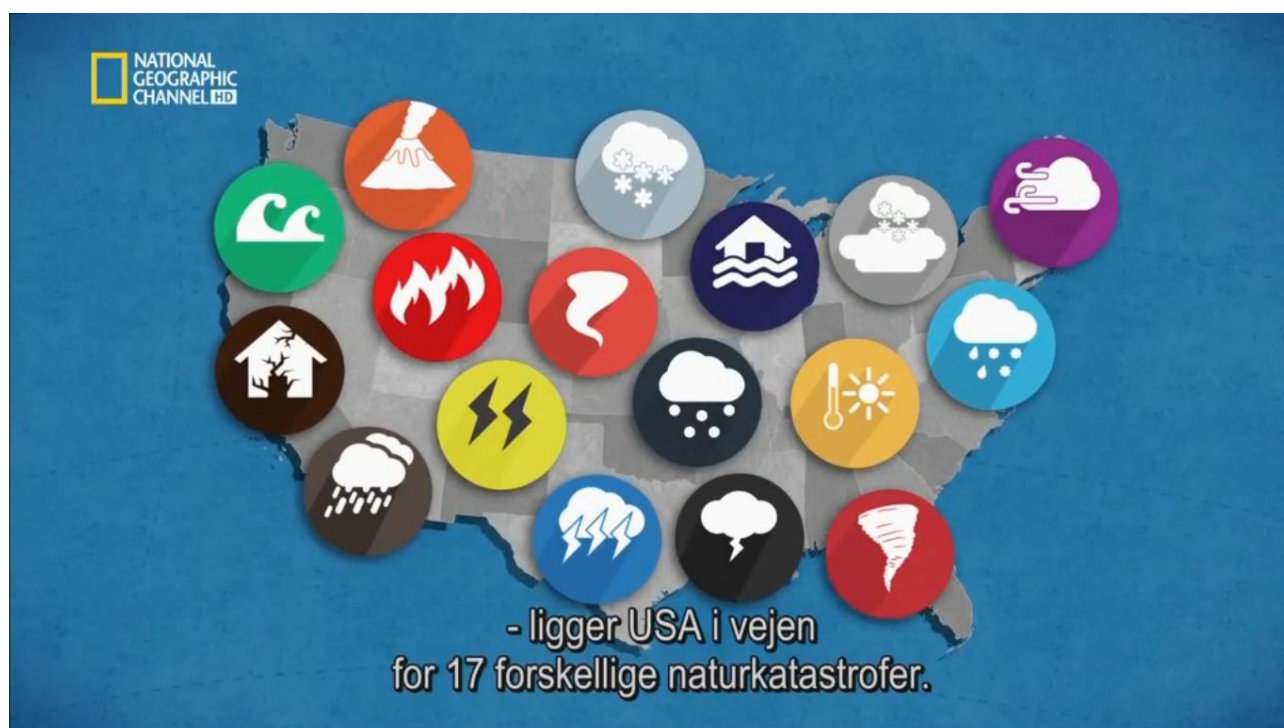 NATIONAL
GEOGRAPHIC
CHANNEL HD
- ligger USA i vejen
for 17 forskellige naturkatastrofer.